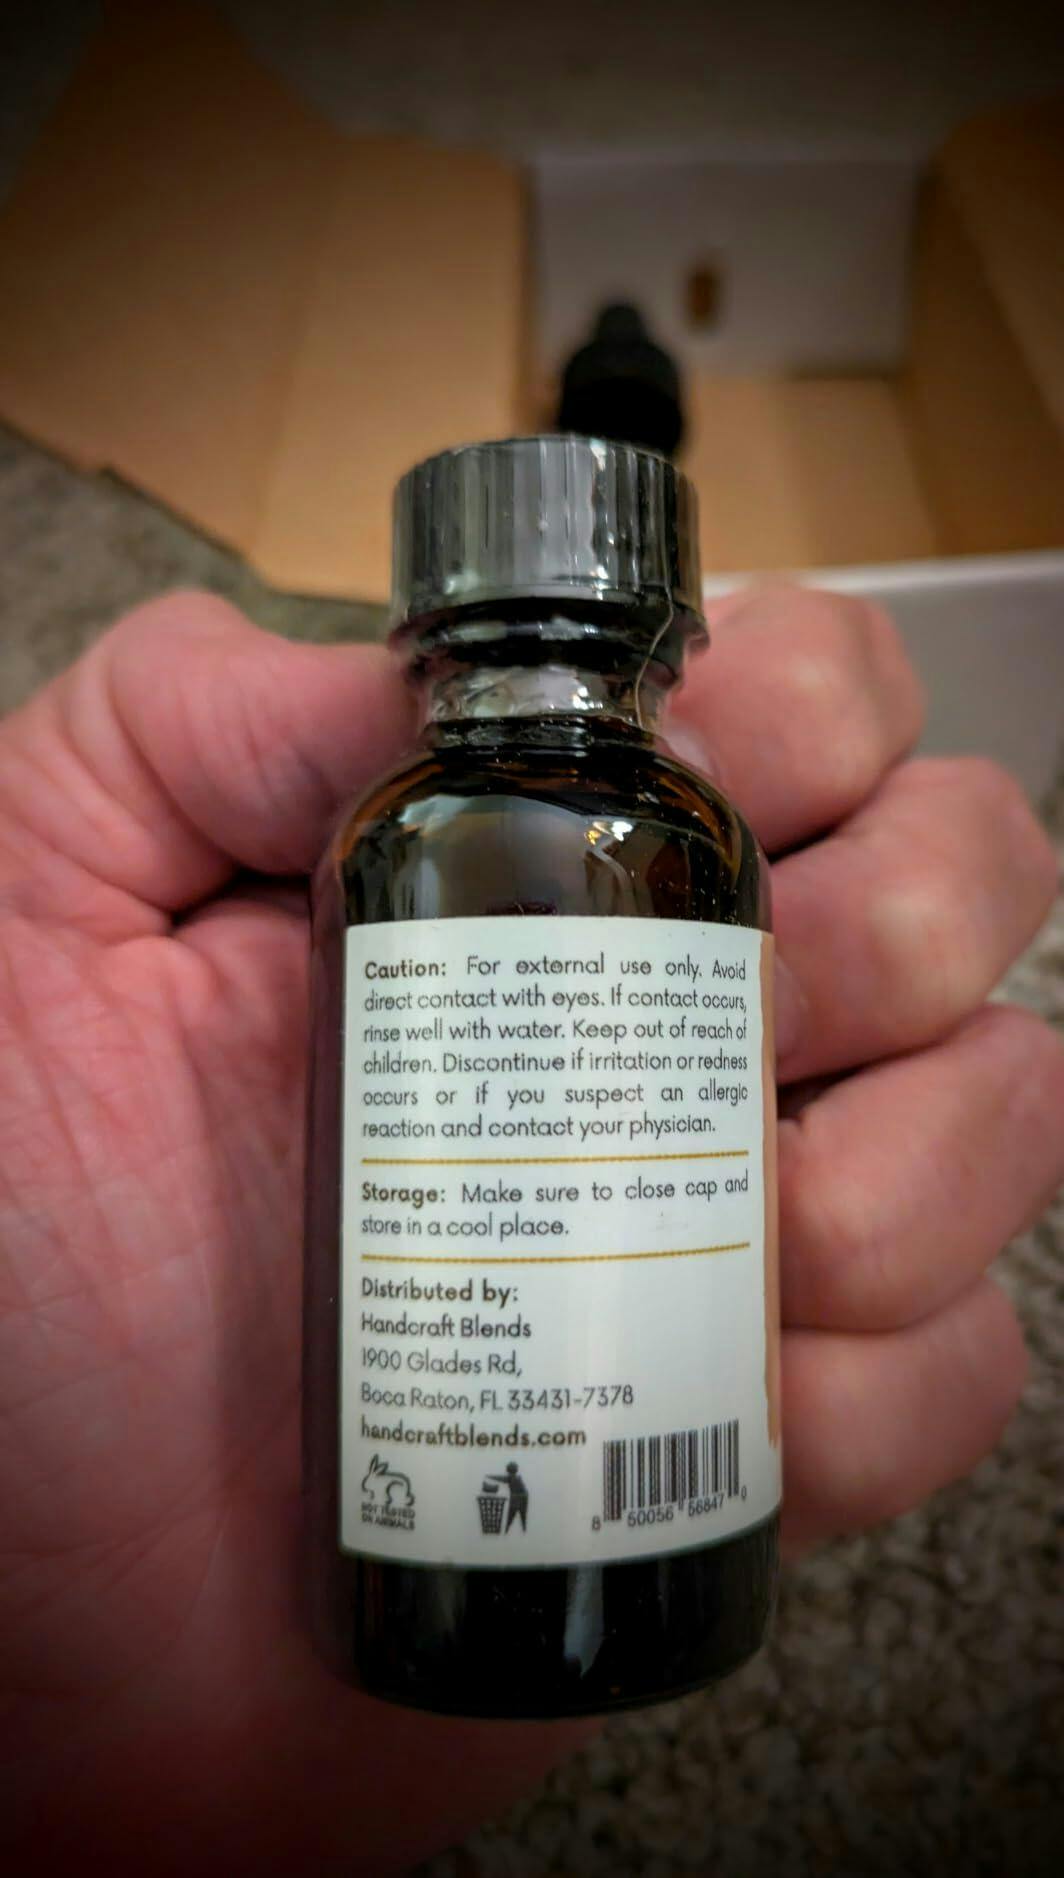 Caution: For external use only. Avoid
direct contact with eyes. If contact occurs,
rinse well with water. Keep out of reach of
children. Discontinue if irritation or redness
occurs or if you suspect an allergic
reaction and contact your physician.
Storage: Make sure to close cap and
store in a cool place.
Distributed by:
Handcraft Blends
1900 Glades Rd,
Boca Raton, FL 33431-7378
handcraftblends.com
NOT TESTED
ON ANIMALS
8 50056 56847 0